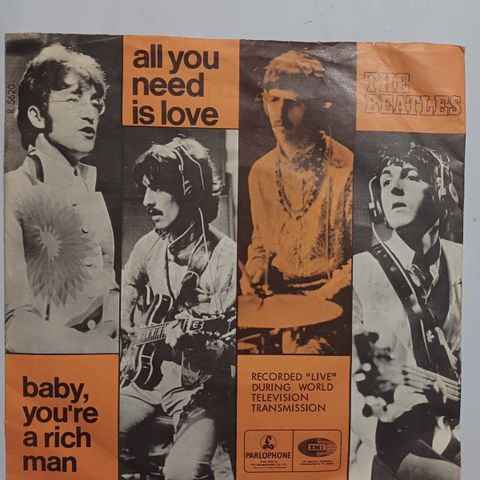 R 5620
all you
need
is love
THE
BEATLES
baby,
you're
a rich
man
RECORDED "LIVE"
DURING WORLD
TELEVISION
TRANSMISSION
PARLOPHONE
EMI